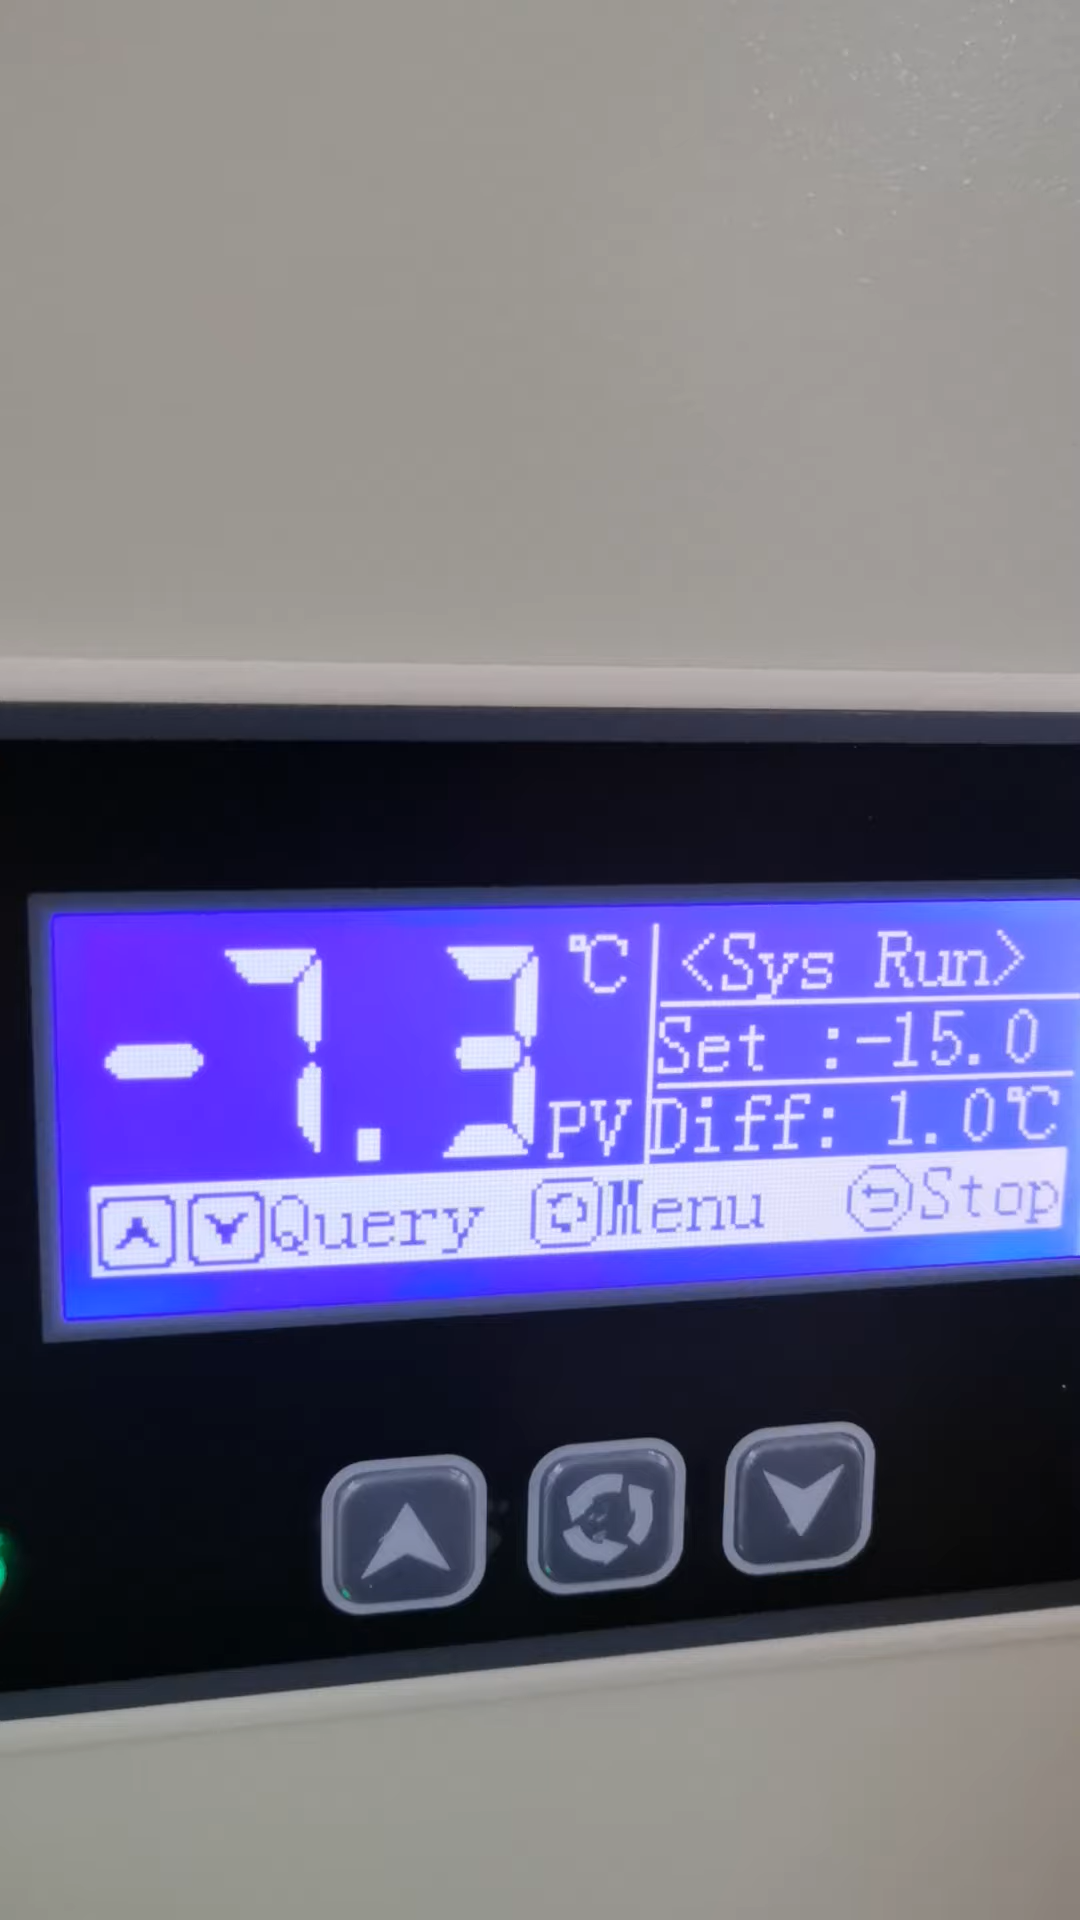 -7.3 ℃ PV
<Sys Run>
Set :-15.0
Diff: 1.0℃
Query Menu Stop